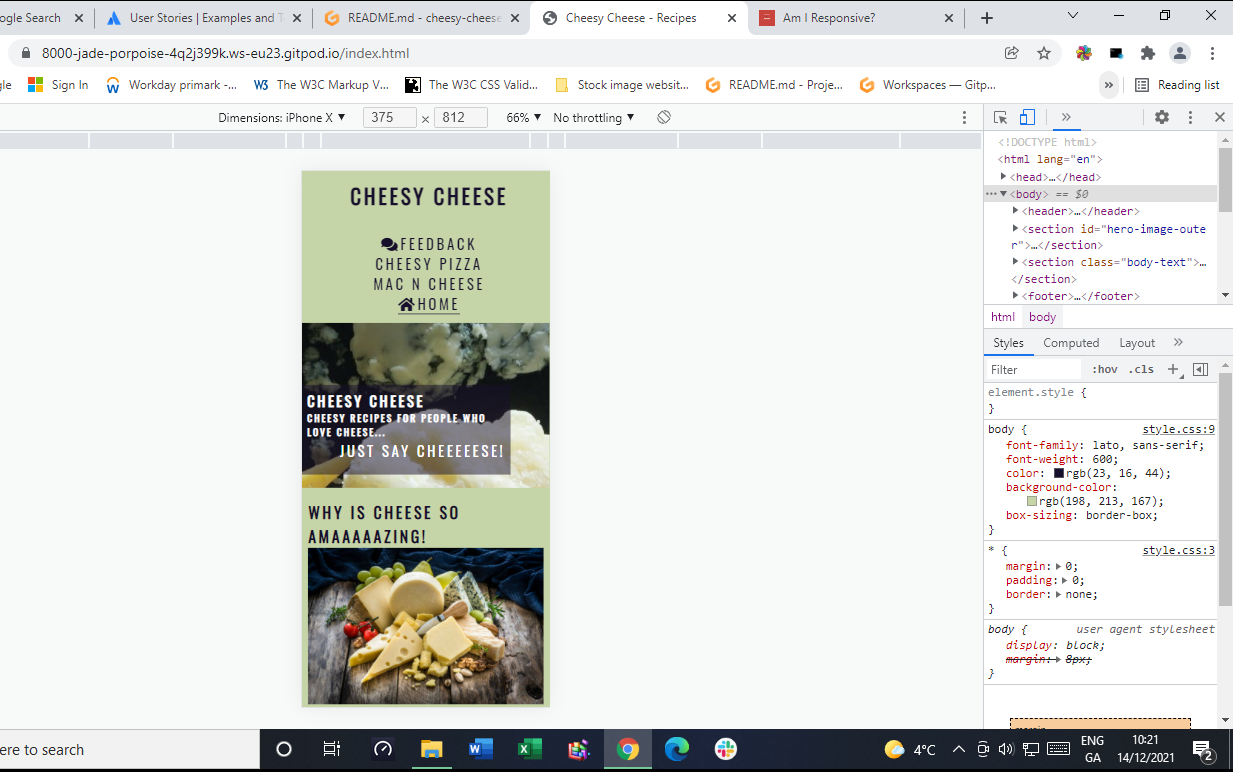 ogle Search
User Stories | Examples and T
README.md - cheesy-cheese
Cheesy Cheese - Recipes
Am I Responsive?
8000-jade-porpoise-4q2j399k.ws-eu23.gitpod.io/index.html
gle
Sign In
Workday primark -...
W3
The W3C Markup V...
The W3C CSS Valid...
Stock image websit...
README.md - Proje...
Workspaces — Gitp...
»
Reading list
Dimensions: iPhone X ▼
375
×
812
66% ▼
No throttling ▼
»
<!DOCTYPE html>
<html lang="en">
<head>…</head>
<body> == $0
<header>…</header>
<section id="hero-image-oute
r">…</section>
<section class="body-text">…
</section>
<footer>…</footer>
html
body
Styles
Computed
Layout
»
Filter
:hov
.cls
+
element.style {
}
body {
style.css:9
font-family: lato, sans-serif;
font-weight: 600;
color: rgb(23, 16, 44);
background-color:
rgb(198, 213, 167);
box-sizing: border-box;
}
* {
style.css:3
margin: 0;
padding: 0;
border: none;
}
body {
user agent stylesheet
display: block;
margin: 8px;
}
CHEESY CHEESE
FEEDBACK
CHEESY PIZZA
MAC N CHEESE
HOME
CHEESY CHEESE
CHEESY RECIPES FOR PEOPLE WHO
LOVE CHEESE...
JUST SAY CHEEEEESE!
WHY IS CHEESE SO
AMAAAAAZING!
ere to search
4°C
ENG
GA
10:21
14/12/2021
2